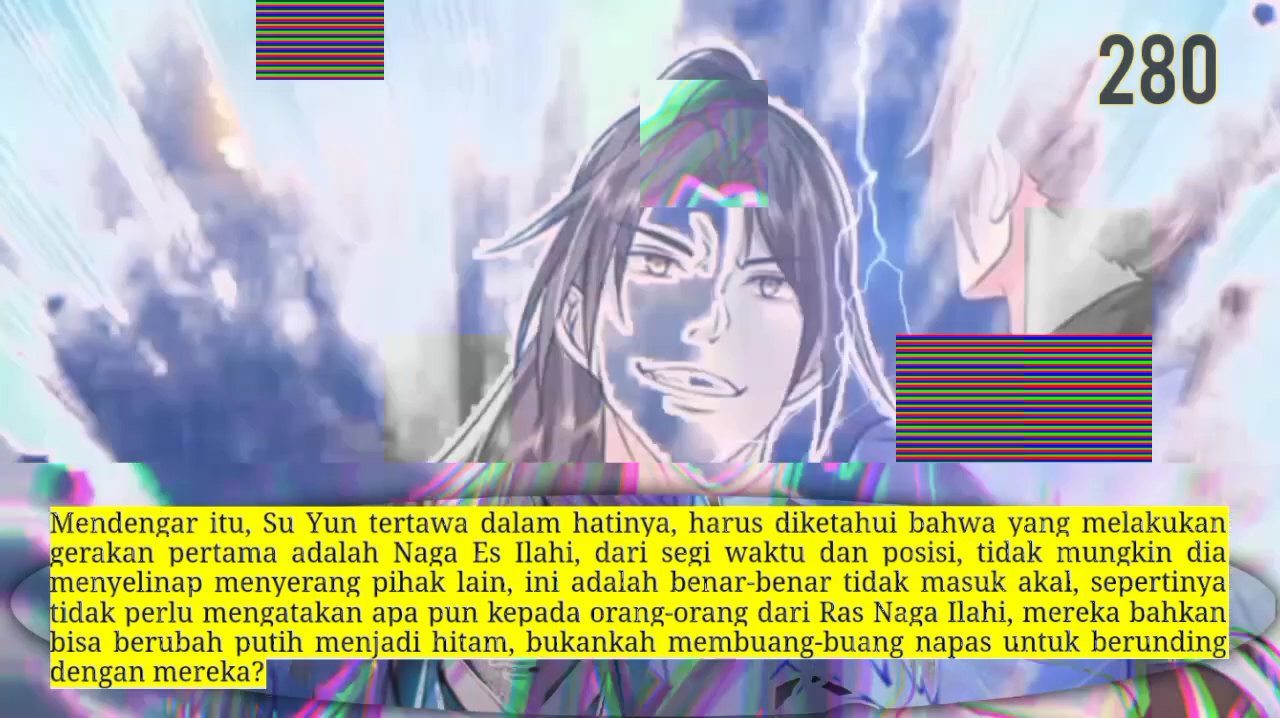 280
Mendengar itu, Su Yun tertawa dalam hatinya, harus diketahui bahwa yang melakukan
gerakan pertama adalah Naga Es Ilahi, dari segi waktu dan posisi, tidak mungkin dia
menyelinap menyerang pihak lain, ini adalah benar-benar tidak masuk akal, sepertinya
tidak perlu mengatakan apa pun kepada orang-orang dari Ras Naga Ilahi, mereka bahkan
bisa berubah putih menjadi hitam, bukankah membuang-buang napas untuk berunding
dengan mereka?